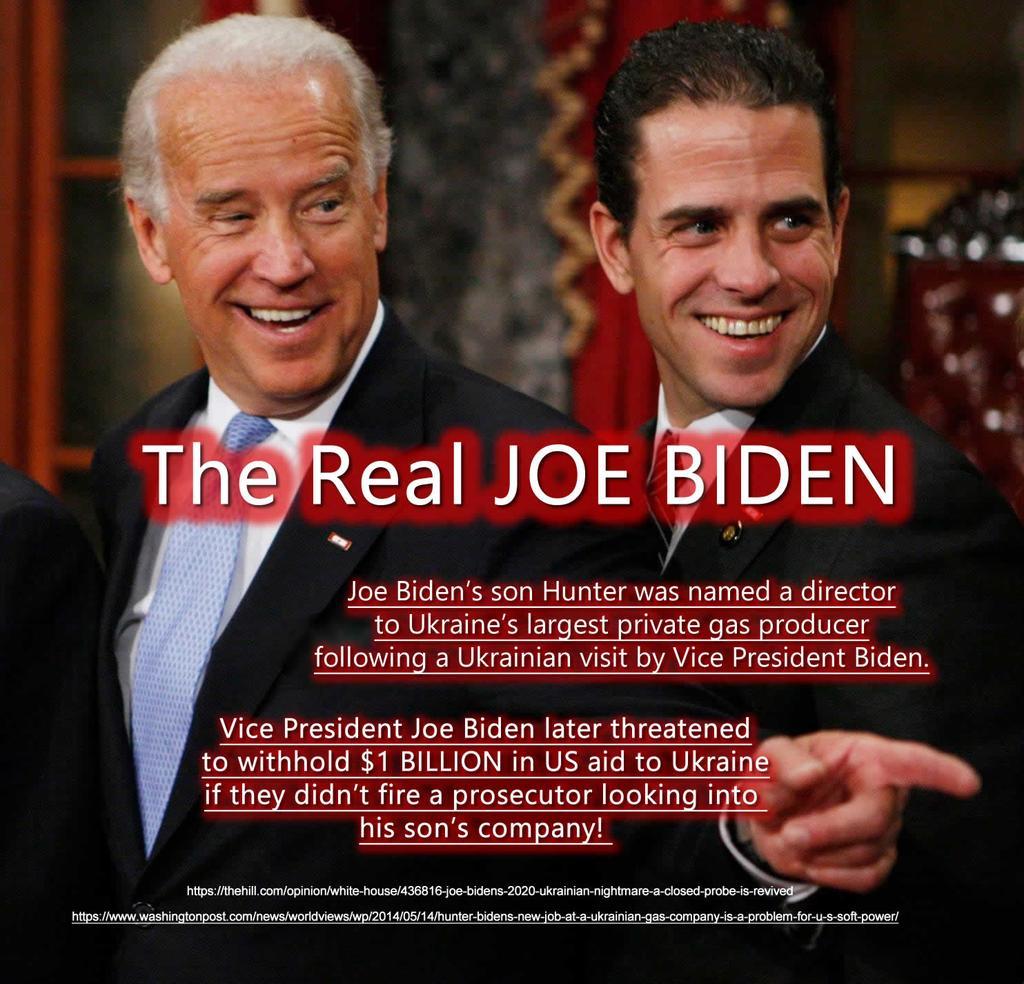 The Real JOE BIDEN
Joe Biden's son Hunter was named a director
to Ukraine's largest private gas producer
following a Ukrainian visit by Vice President Biden.
Vice President Joe Biden later threatened
to withhold $1 BILLION in US aid to Ukraine
if they didn't fire a prosecutor looking into
his son's company!
https://thehill.com/opinion/white-house/436816-joe-bidens-2020-ukrainian-nightmare-a-closed-probe-is-revived
https://www.washingtonpost.com/news/worldviews/wp/2014/05/14/hunter-bidens-new-job-at-a-ukrainian-gas-company-is-a-problem-for-u-s-soft-power/